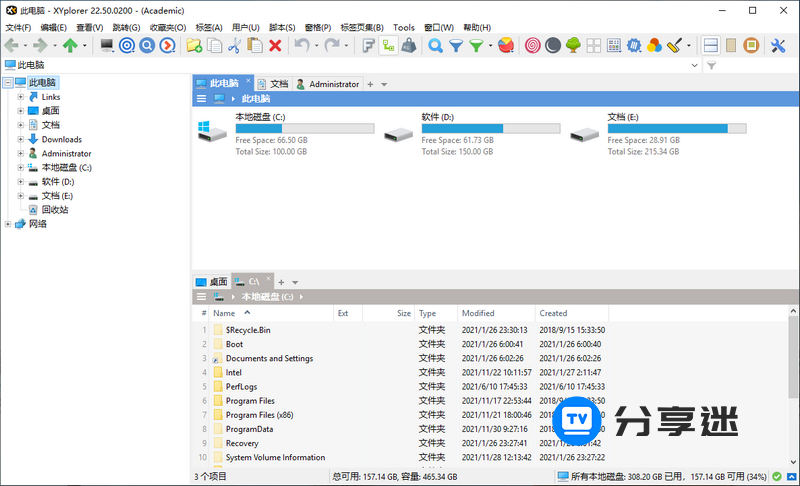 此电脑 - XYplorer 22.50.0200 - (Academic)
文件(F) 编辑(E) 查看(V) 跳转(G) 收藏夹(O) 标签(A) 用户(U) 脚本(S) 窗格(P) 标签页集(B) Tools 窗口(W) 帮助(H)
此电脑
此电脑
Links
桌面
文档
Downloads
Administrator
本地磁盘 (C:)
软件 (D:)
文档 (E:)
回收站
网络
此电脑 文档 Administrator
此电脑
本地磁盘 (C:)
Free Space: 66.50 GB
Total Size: 100.00 GB
软件 (D:)
Free Space: 61.73 GB
Total Size: 150.00 GB
文档 (E:)
Free Space: 28.91 GB
Total Size: 215.34 GB
桌面 C:\
本地磁盘 (C:)
# Name Ext Size Type Modified Created
1 $Recycle.Bin 文件夹 2021/1/26 23:30:13 2018/9/15 15:33:50
2 Boot 文件夹 2021/1/26 6:00:41 2021/1/26 6:00:40
3 Documents and Settings 文件夹 2021/1/26 6:02:26 2021/1/26 6:02:26
4 Intel 文件夹 2021/11/22 10:11:57 2021/1/27 2:11:47
5 PerfLogs 文件夹 2021/6/10 17:45:33 2021/6/10 17:45:33
6 Program Files 文件夹 2021/11/17 22:53:44
7 Program Files (x86) 文件夹 2021/11/21 18:00:46
8 ProgramData 文件夹 2021/11/30 9:27:16
9 Recovery 文件夹 2021/1/26 23:27:41
10 System Volume Information 文件夹 2021/11/28 12:13:42 2021/1/26 23:27:22
TV 分享迷
3 个项目 总可用: 157.14 GB, 容量: 465.34 GB 所有本地磁盘: 308.20 GB 已用，157.14 GB 可用 (34%)